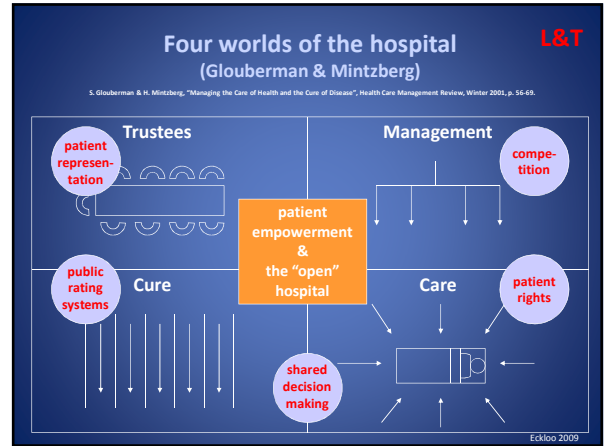 L&T
Four worlds of the hospital
(Glouberman & Mintzberg)
S. Glouberman & H. Mintzberg, "Managing the Care of Health and the Cure of Disease", Health Care Management Review, Winter 2001, p. 56-69.
Trustees
patient
represen-
tation
Management
compe-
tition
patient
empowerment
&
the "open"
hospital
public
rating
systems
Cure
Care
patient
rights
shared
decision
making
Eckloo 2009